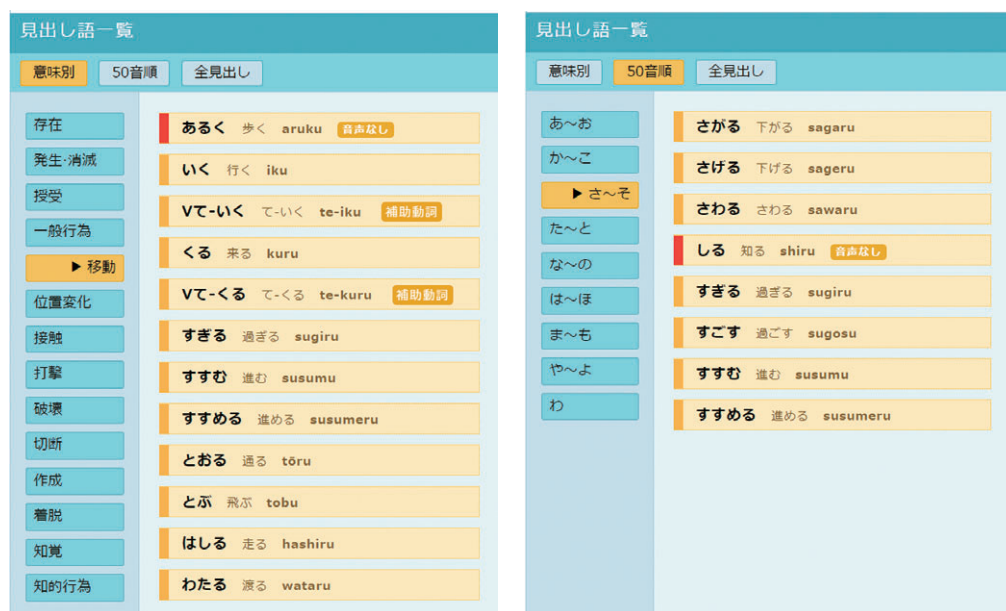 見出し語一覧
意味別 50音順 全見出し
存在
発生·消滅
授受
一般行為
▶ 移動
位置変化
接触
打撃
破壊
切断
作成
着脱
知覚
知的行為
あるく 歩く aruku 音声なし
いく 行く iku
Vて-いく て-いく te-iku 補助動詞
くる 来る kuru
Vて-くる て-くる te-kuru 補助動詞
すぎる 過ぎる sugiru
すすむ 進む susumu
すすめる 進める susumeru
とおる 通る tōru
とぶ 飛ぶ tobu
はしる 走る hashiru
わたる 渡る wataru
見出し語一覧
意味別 50音順 全見出し
あ～お
か～こ
▶ さ～そ
た～と
な～の
は～ほ
ま～も
や～よ
わ
さがる 下がる sagaru
さげる 下げる sageru
さわる さわる sawaru
しる 知る shiru 音声なし
すぎる 過ぎる sugiru
すごす 過ごす sugosu
すすむ 進む susumu
すすめる 進める susumeru